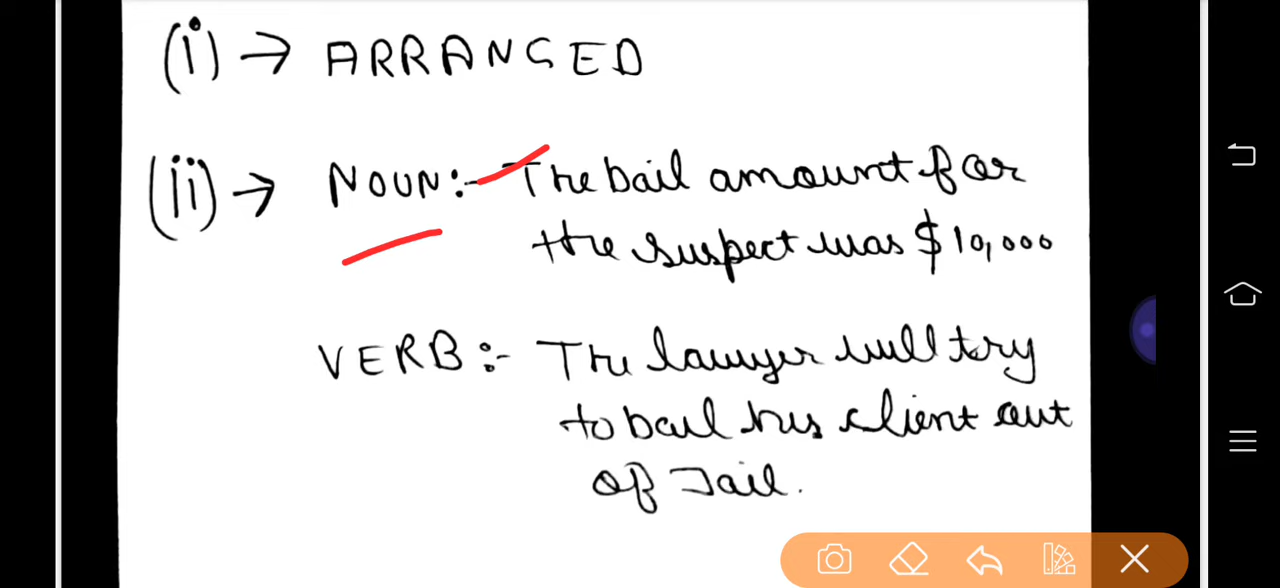 (i) → ARRANGED
(ii) → NOUN:- The bail amount for
the suspect was $10,000
VERB:- The lawyer will try
to bail his client out
of Jail.